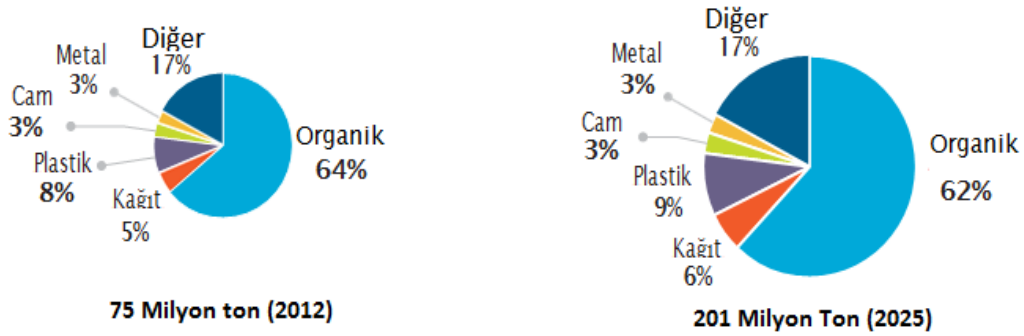 Diğer
17%
Metal
3%
Cam
3%
Plastik
8%
Kağıt
5%
Organik
64%
75 Milyon ton (2012)
Diğer
17%
Metal
3%
Cam
3%
Plastik
9%
Kağıt
6%
Organik
62%
201 Milyon Ton (2025)